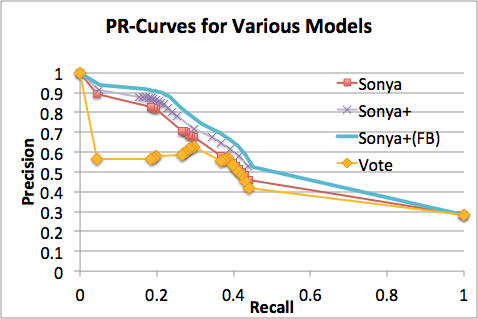 PR-Curves for Various Models
Precision
1
0.9
0.8
0.7
0.6
0.5
0.4
0.3
0.2
0.1
0
Sonya
Sonya+
Sonya+(FB)
Vote
0 0.2 0.4 0.6 0.8 1
Recall